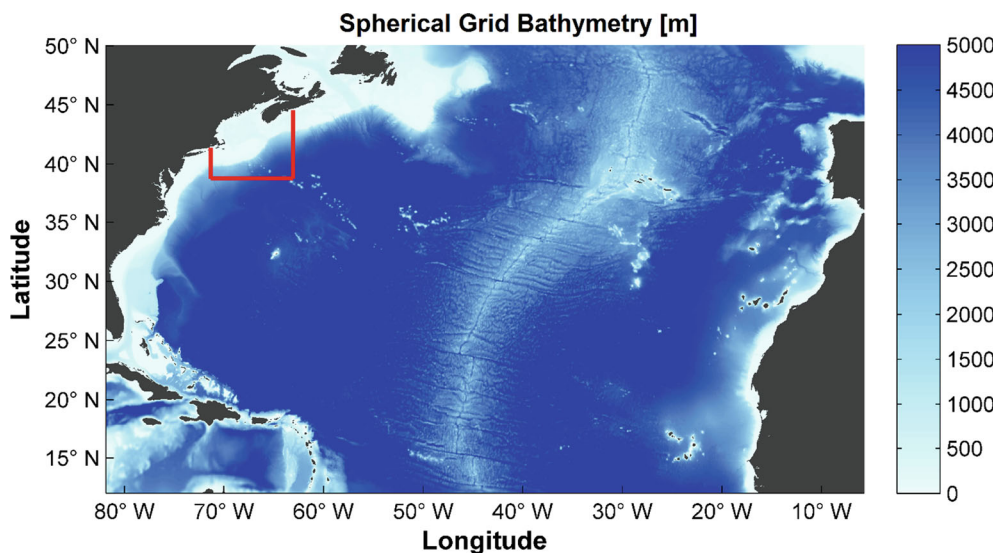 Spherical Grid Bathymetry [m]
50° N
45° N
40° N
35° N
30° N
25° N
20° N
15° N
Latitude
80° W
70° W
60° W
50° W
40° W
30° W
20° W
10° W
Longitude
5000
4500
4000
3500
3000
2500
2000
1500
1000
500
0